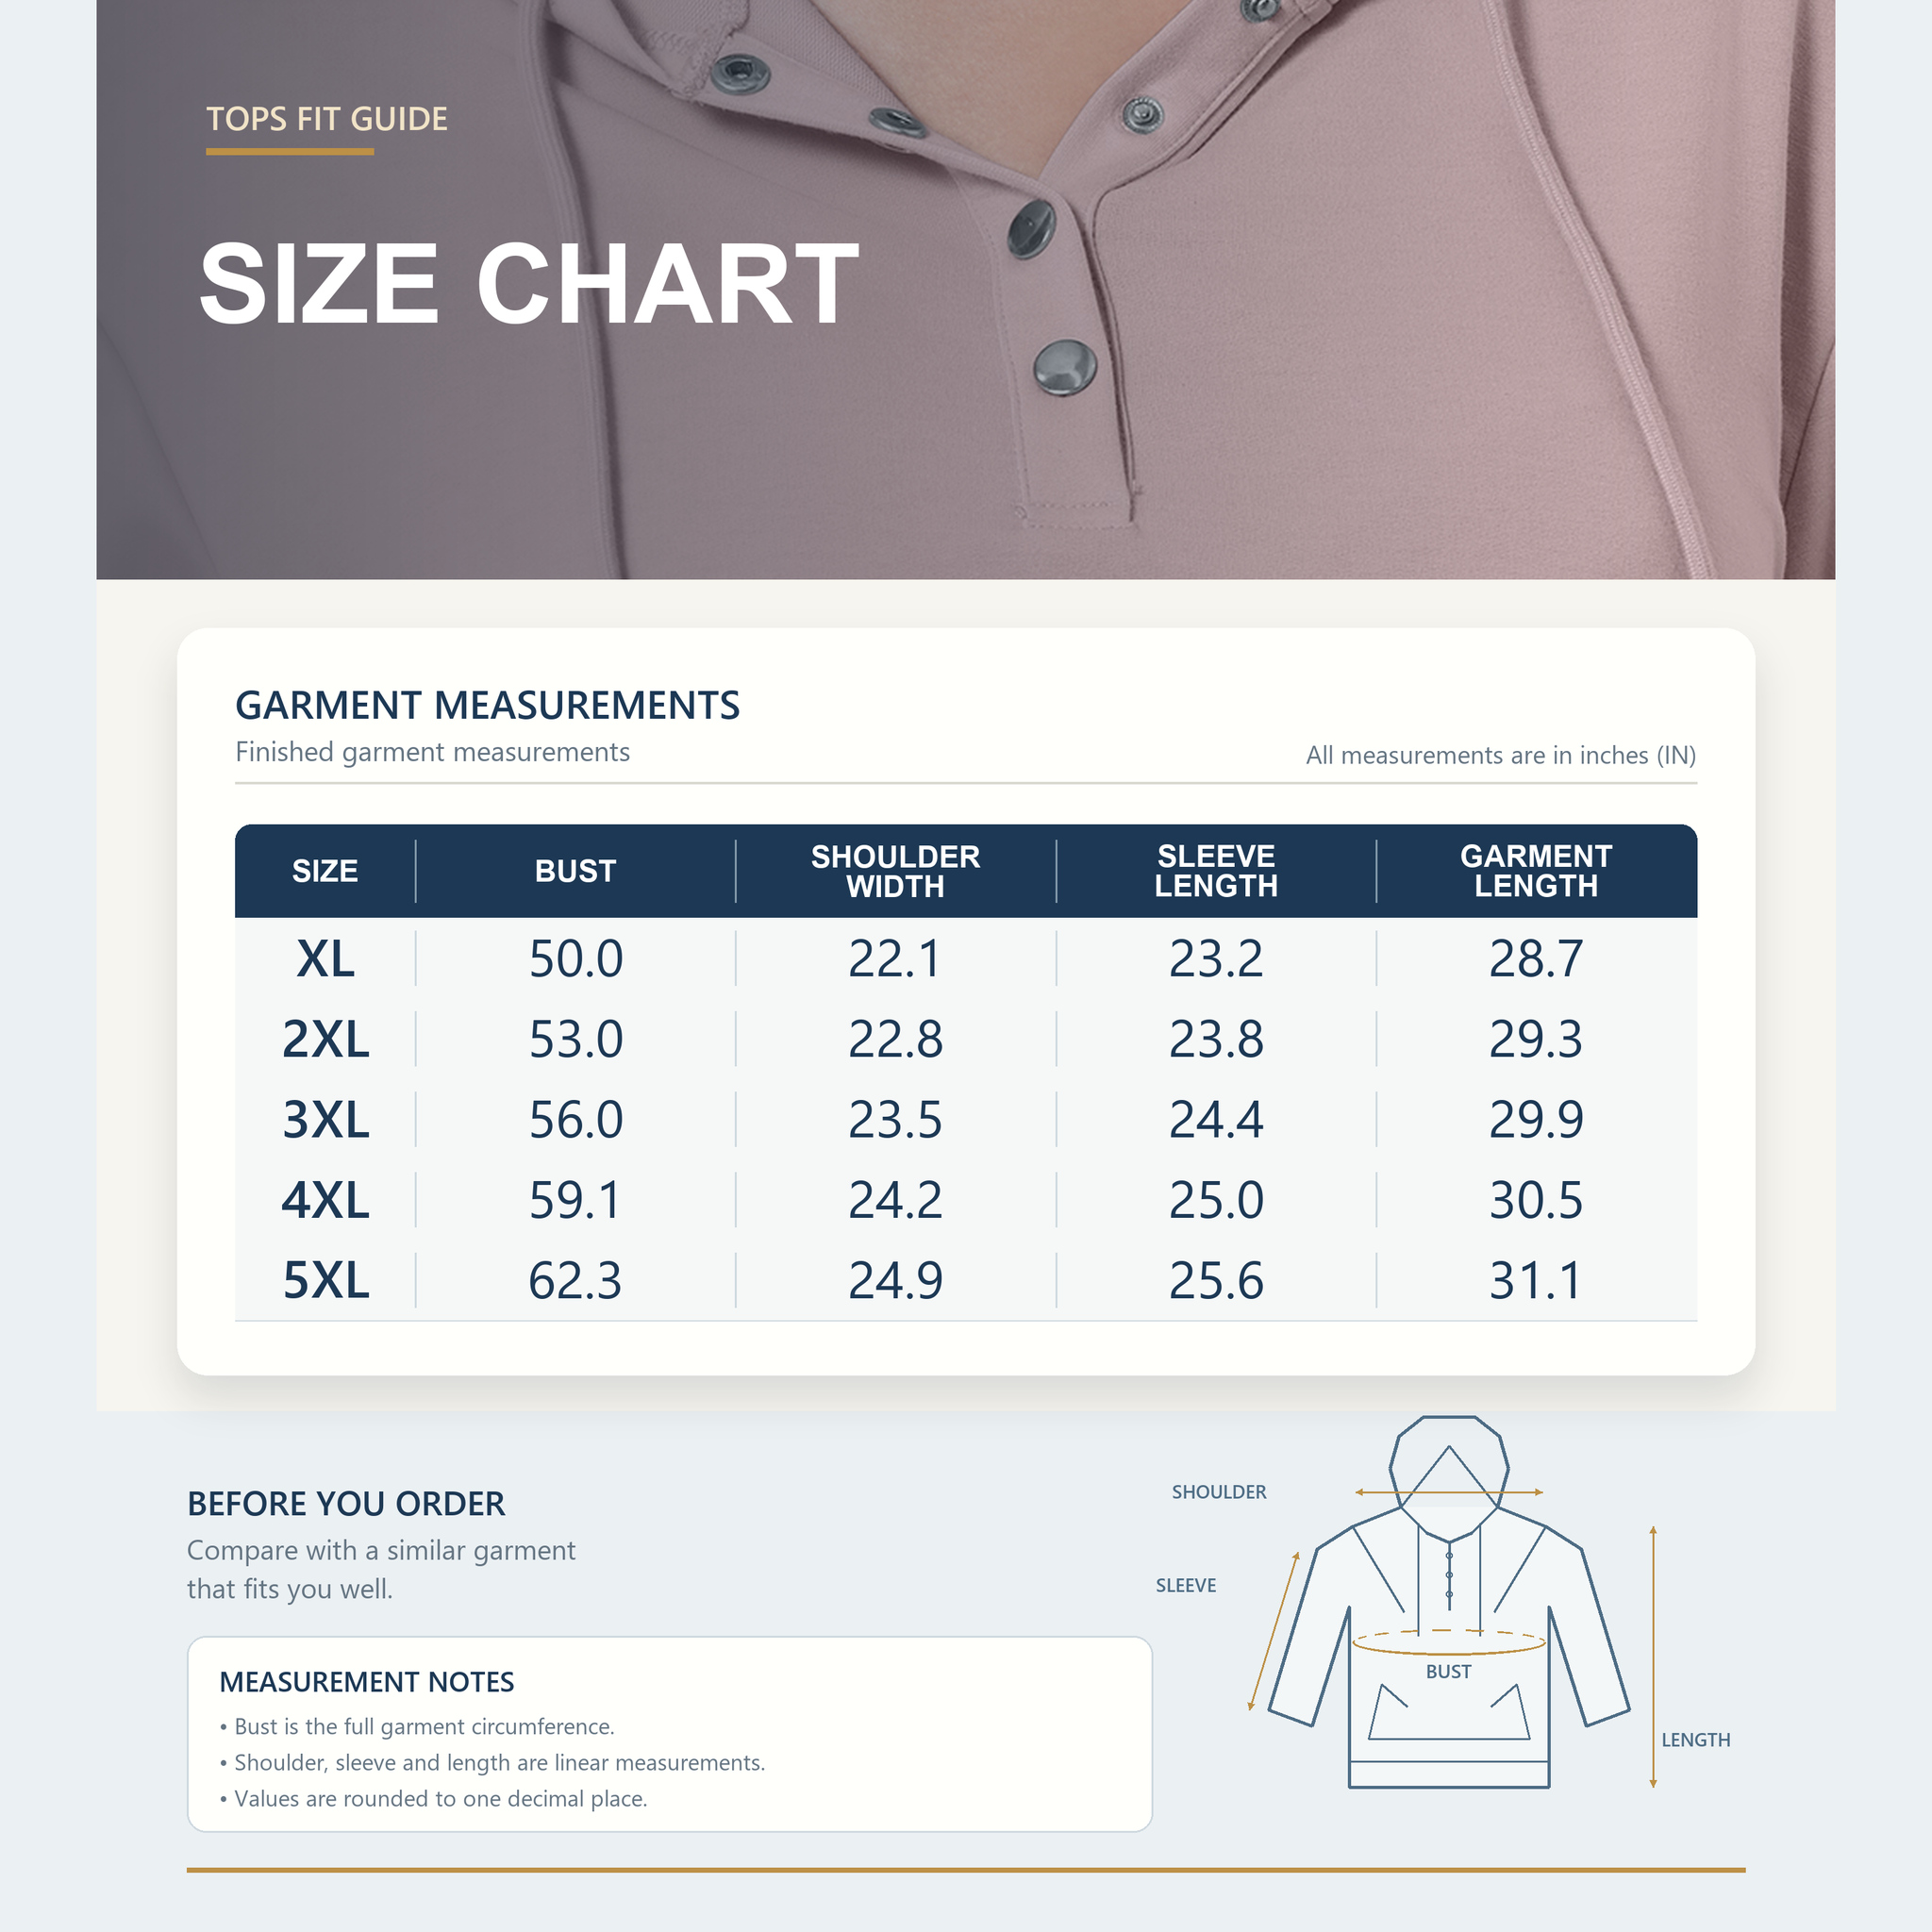 TOPS FIT GUIDE
SIZE CHART
GARMENT MEASUREMENTS
Finished garment measurements
All measurements are in inches (IN)
SIZE BUST SHOULDER WIDTH SLEEVE LENGTH GARMENT LENGTH
XL 50.0 22.1 23.2 28.7
2XL 53.0 22.8 23.8 29.3
3XL 56.0 23.5 24.4 29.9
4XL 59.1 24.2 25.0 30.5
5XL 62.3 24.9 25.6 31.1
BEFORE YOU ORDER
Compare with a similar garment
that fits you well.
MEASUREMENT NOTES
• Bust is the full garment circumference.
• Shoulder, sleeve and length are linear measurements.
• Values are rounded to one decimal place.
SHOULDER
SLEEVE
BUST
LENGTH